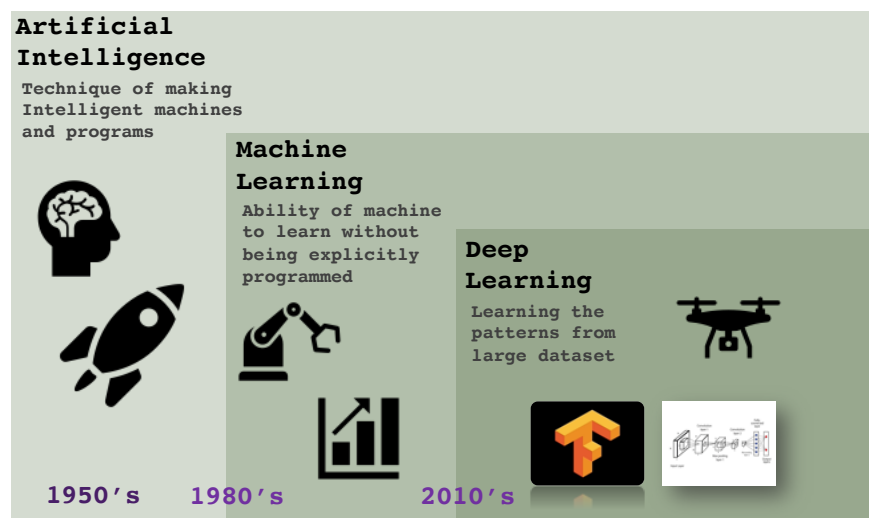 Artificial
Intelligence
Technique of making
Intelligent machines
and programs
Machine
Learning
Ability of machine
to learn without
being explicitly
programmed
Deep
Learning
Learning the
patterns from
large dataset
1950's
1980's
2010's